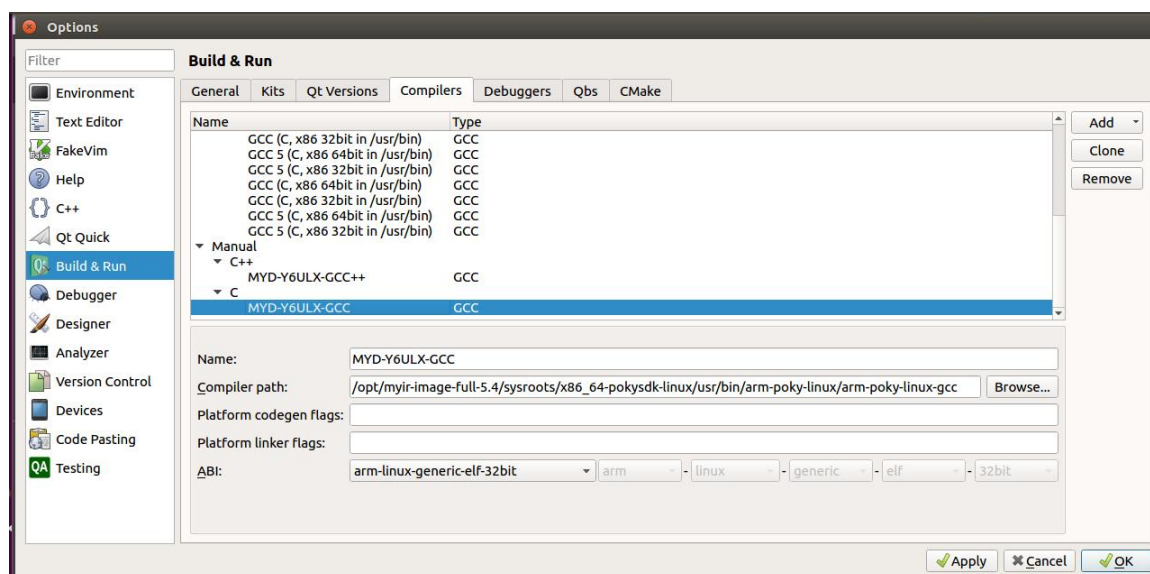 Options
Filter
Environment
Text Editor
FakeVim
Help
C++
Qt Quick
Build & Run
Debugger
Designer
Analyzer
Version Control
Devices
Code Pasting
QA Testing
Build & Run
General Kits Qt Versions Compilers Debuggers Qbs CMake
Name Type
GCC (C, x86 32bit in /usr/bin) GCC
GCC 5 (C, x86 64bit in /usr/bin) GCC
GCC 5 (C, x86 32bit in /usr/bin) GCC
GCC (C, x86 64bit in /usr/bin) GCC
GCC (C, x86 32bit in /usr/bin) GCC
GCC 5 (C, x86 64bit in /usr/bin) GCC
GCC 5 (C, x86 32bit in /usr/bin) GCC
Manual
C++
MYD-Y6ULX-GCC++ GCC
C
MYD-Y6ULX-GCC GCC
Add
Clone
Remove
Name: MYD-Y6ULX-GCC
Compiler path: /opt/myir-image-full-5.4/sysroots/x86_64-pokysdk-linux/usr/bin/arm-poky-linux/arm-poky-linux-gcc Browse...
Platform codegen flags:
Platform linker flags:
ABI: arm-linux-generic-elf-32bit arm - linux - generic - elf - 32bit
Apply Cancel OK